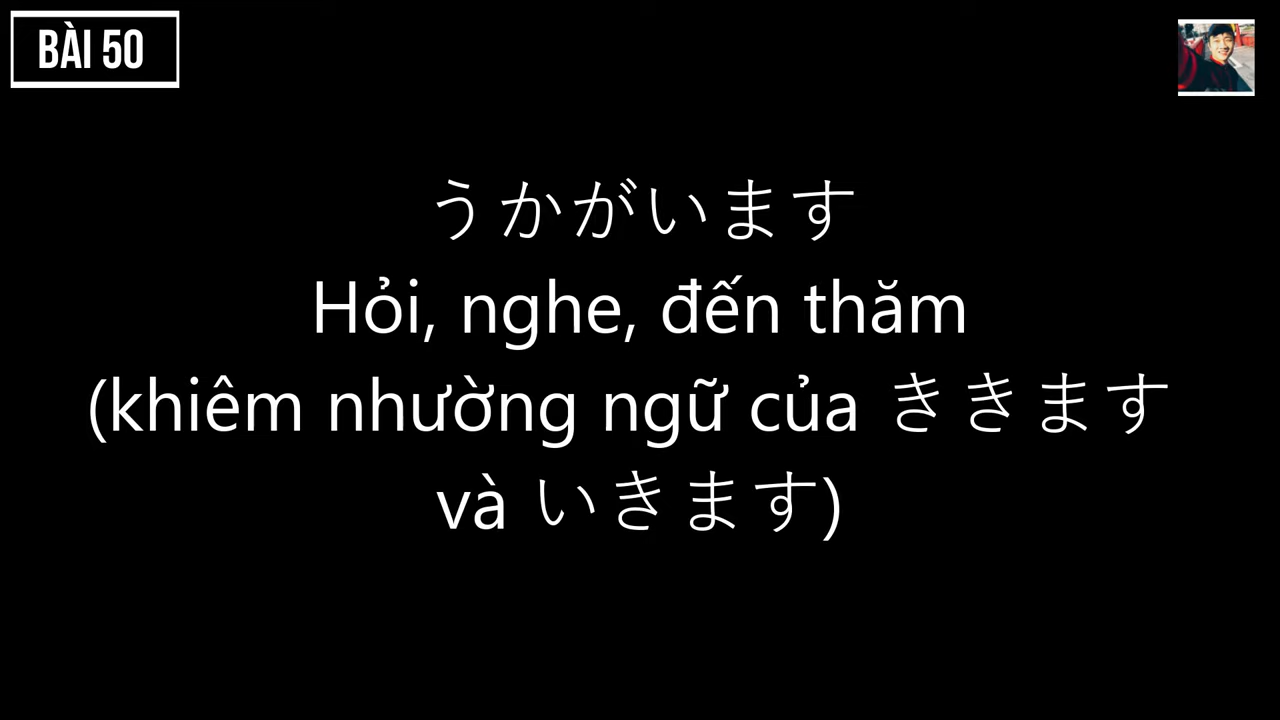 BÀI 50
うかがいます
Hỏi, nghe, đến thăm
(khiêm nhường ngữ của ききます
và いきます)